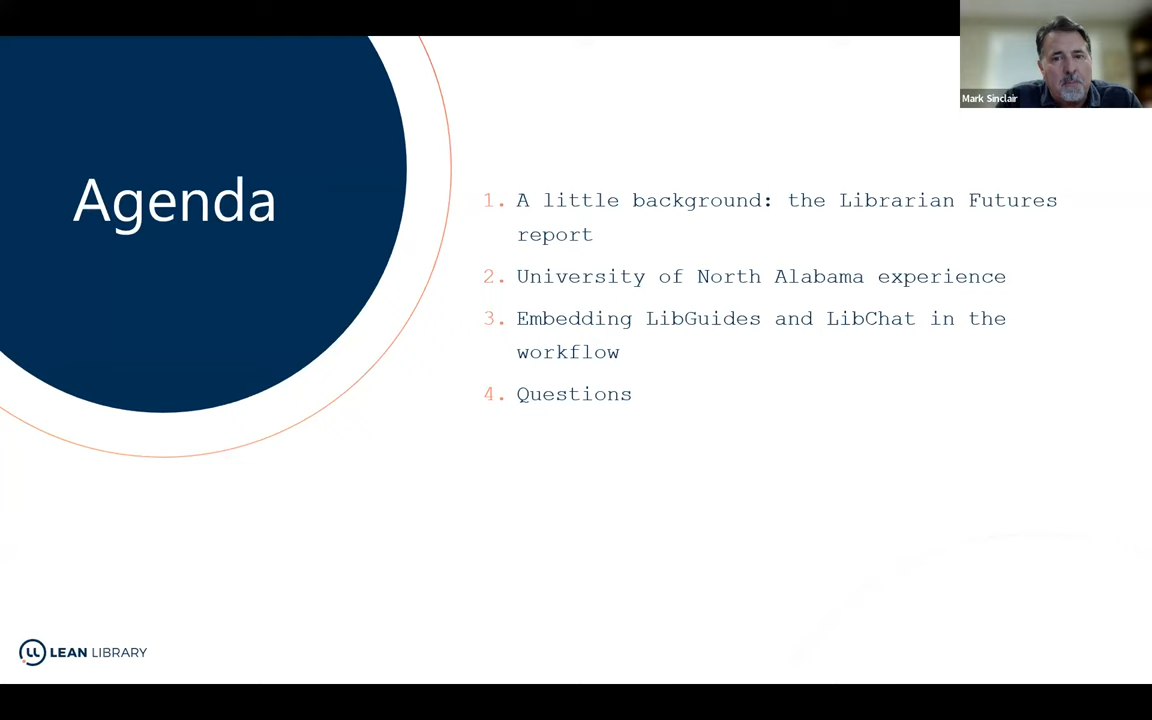 Mark Sinclair
Agenda
1. A little background: the Librarian Futures
report
2. University of North Alabama experience
3. Embedding LibGuides and LibChat in the
workflow
4. Questions
LL LEAN LIBRARY